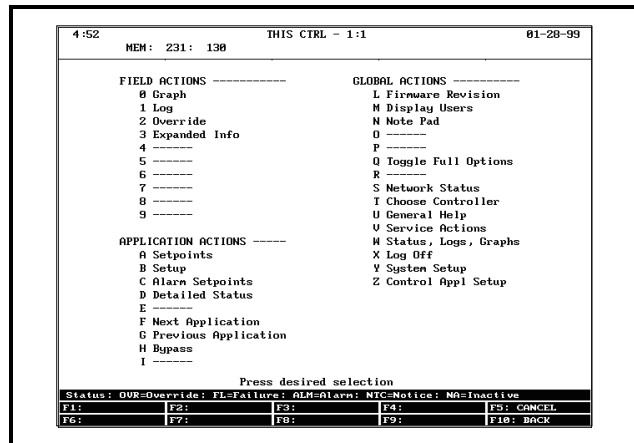 4:52 THIS CTRL - 1:1 01-28-99
MEM: 231: 130
FIELD ACTIONS -----------
0 Graph
1 Log
2 Override
3 Expanded Info
4 ------
5 ------
6 ------
7 ------
8 ------
9 ------
APPLICATION ACTIONS -----
A Setpoints
B Setup
C Alarm Setpoints
D Detailed Status
E ------
F Next Application
G Previous Application
H Bypass
I ------
GLOBAL ACTIONS ----------
L Firmware Revision
M Display Users
N Note Pad
O ------
P ------
Q Toggle Full Options
R ------
S Network Status
T Choose Controller
U General Help
V Service Actions
W Status, Logs, Graphs
X Log Off
Y System Setup
Z Control Appl Setup
Press desired selection
Status: OVR=Override: FL=Failure: ALM=Alarm: NTC=Notice: NA=Inactive
F1: F2: F3: F4: F5: CANCEL
F6: F7: F8: F9: F10: BACK